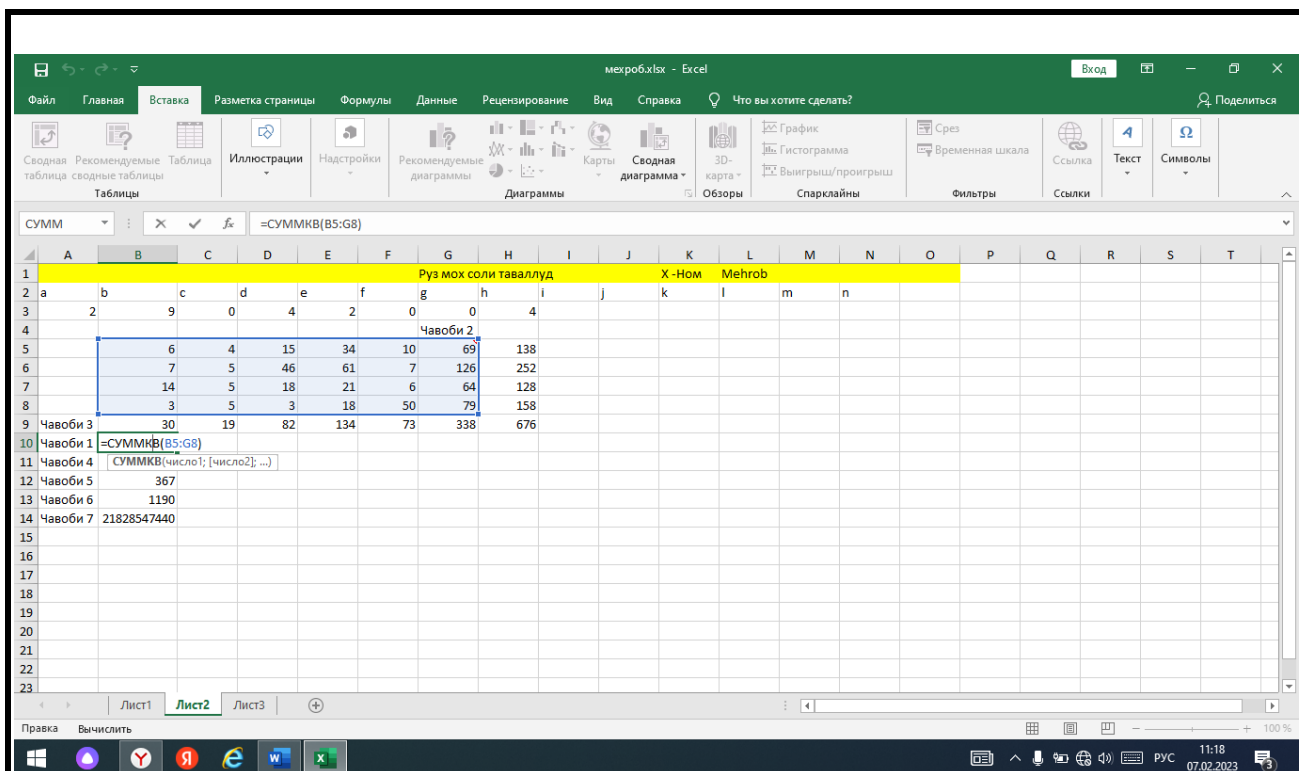 мехроб.xlsx - Excel
Вход
Файл Главная Вставка Разметка страницы Формулы Данные Рецензирование Вид Справка Что вы хотите сделать? Поделиться
Сводная таблица
Рекомендуемые сводные таблицы
Таблица
Таблицы
Иллюстрации
Надстройки
Рекомендуемые диаграммы
Карты
Сводная диаграмма
Диаграммы
3D-карта
Обзоры
График
Гистограмма
Выигрыш/проигрыш
Спарклайны
Срез
Временная шкала
Фильтры
Ссылка
Ссылки
Текст
Символы
СУММ fx =СУММКВ(B5:G8)
A B C D E F G H I J K L M N O P Q R S T
1 Руз мох соли таваллуд X -Ном Mehrob
2 a b c d e f g h i j k l m n
3 2 9 0 4 2 0 0 4
4 Чавоби 2
5 6 4 15 34 10 69 138
6 7 5 46 61 7 126 252
7 14 5 18 21 6 64 128
8 3 5 3 18 50 79 158
9 Чавоби 3 30 19 82 134 73 338 676
10 Чавоби 1 =СУММКВ(B5:G8)
11 Чавоби 4 СУММКВ(число1; [число2]; ...)
12 Чавоби 5 367
13 Чавоби 6 1190
14 Чавоби 7 21828547440
15
16
17
18
19
20
21
22
23
Лист1 Лист2 Лист3
Правка Вычислить 100 %
РУС 11:18
07.02.2023